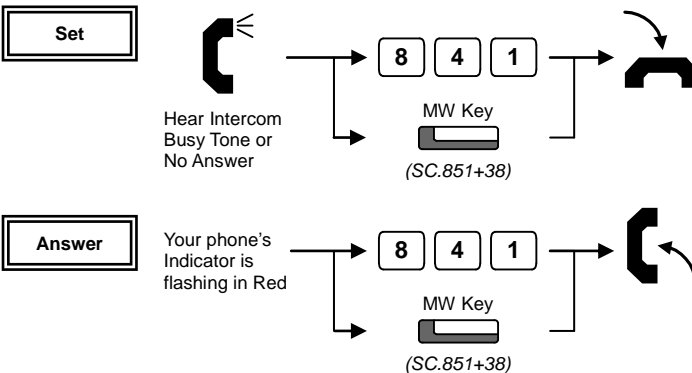 Set
Hear Intercom
Busy Tone or
No Answer
8 4 1
MW Key
(SC.851+38)
Answer
Your phone's
Indicator is
flashing in Red
8 4 1
MW Key
(SC.851+38)